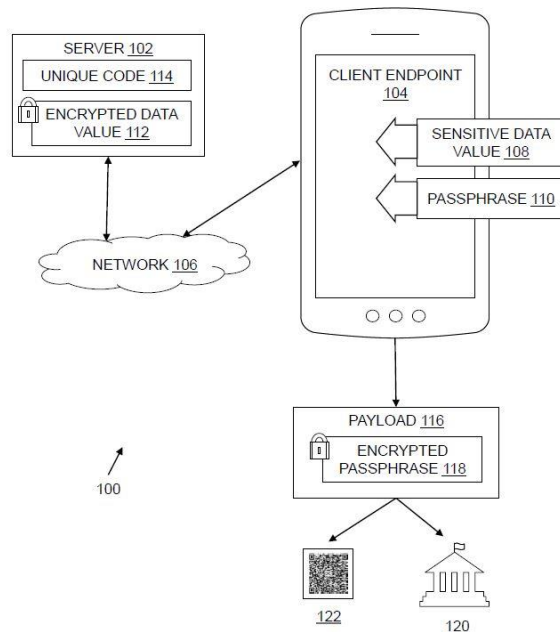 SERVER 102
UNIQUE CODE 114
ENCRYPTED DATA
VALUE 112
CLIENT ENDPOINT
104
SENSITIVE DATA
VALUE 108
PASSPHRASE 110
NETWORK 106
PAYLOAD 116
ENCRYPTED
PASSPHRASE 118
100
122
120